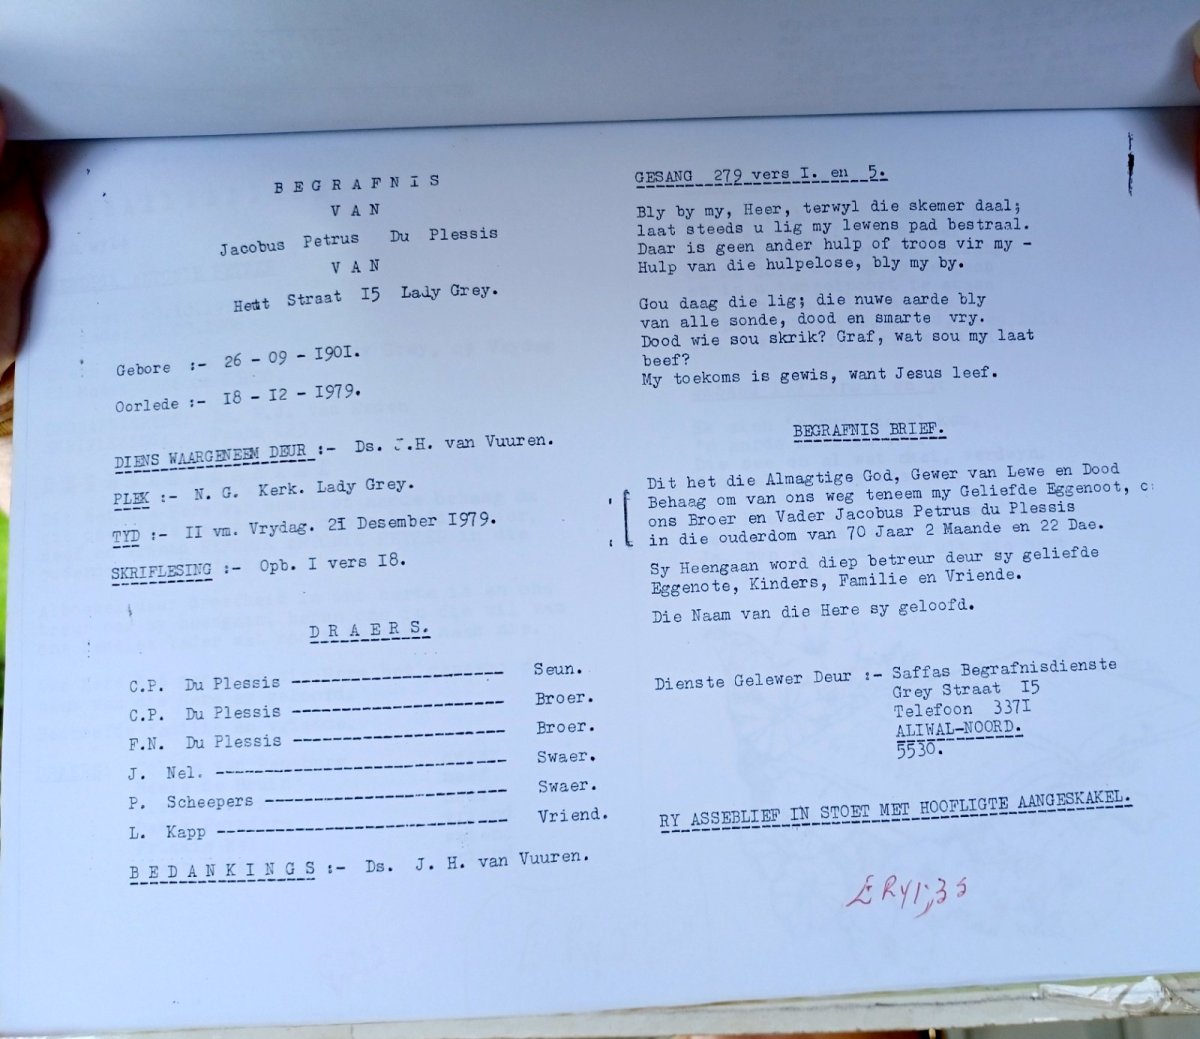 B E G R A F N I S
V A N
Jacobus Petrus Du Plessis
V A N
Straat I5 Lady Grey.
Gebore :- 26 - 09 - I90I.
Oorlede :- I8 - I2 - I979.
DIENS WAARGENEEM DEUR :- Ds. J.H. van Vuuren.
PLEK :- N. G. Kerk. Lady Grey.
TYD :- II vm. Vrydag. 2I Desember I979.
SKRIFLESING :- Opb. I vers I8.
D R A E R S.
C.P. Du Plessis ---------------------- Seun.
C.P. Du Plessis ---------------------- Broer.
F.N. Du Plessis ---------------------- Broer.
J. Nel. ------------------------------ Swaer.
P. Scheepers ------------------------- Swaer.
L. Kapp ------------------------------ Vriend.
B E D A N K I N G S :- Ds. J. H. van Vuuren.
GESANG 279 vers I. en 5.
Bly by my, Heer, terwyl die skemer daal;
laat steeds u lig my lewens pad bestraal.
Daar is geen ander hulp of troos vir my -
Hulp van die hulpelose, bly my by.
Gou daag die lig; die nuwe aarde bly
van alle sonde, dood en smarte vry.
Dood wie sou skrik? Graf, wat sou my laat
beef?
My toekoms is gewis, want Jesus leef.
BEGRAFNIS BRIEF.
Dit het die Almagtige God, Gewer van Lewe en Dood
Behaag om van ons weg teneem my Geliefde Eggenoot,
ons Broer en Vader Jacobus Petrus du Plessis
in die ouderdom van 70 Jaar 2 Maande en 22 Dae.
Sy Heengaan word diep betreur deur sy geliefde
Eggenote, Kinders, Familie en Vriende.
Die Naam van die Here sy geloofd.
Dienste Gelewer Deur :- Saffas Begrafnisdienste
Grey Straat I5
Telefoon 337I
ALIWAL-NOORD.
5530.
RY ASSEBLIEF IN STOET MET HOOFLIGTE AANGESKAKEL.